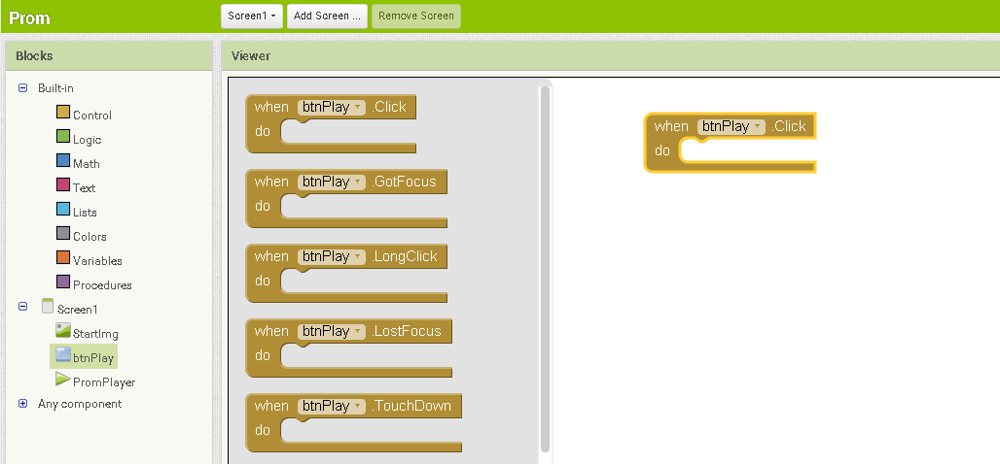 Prom
Screen1 Add Screen ... Remove Screen
Blocks
Built-in
Control
Logic
Math
Text
Lists
Colors
Variables
Procedures
Screen1
StartImg
btnPlay
PromPlayer
Any component
Viewer
when btnPlay .Click
do
when btnPlay .GotFocus
do
when btnPlay .LongClick
do
when btnPlay .LostFocus
do
when btnPlay .TouchDown
do
when btnPlay .Click
do